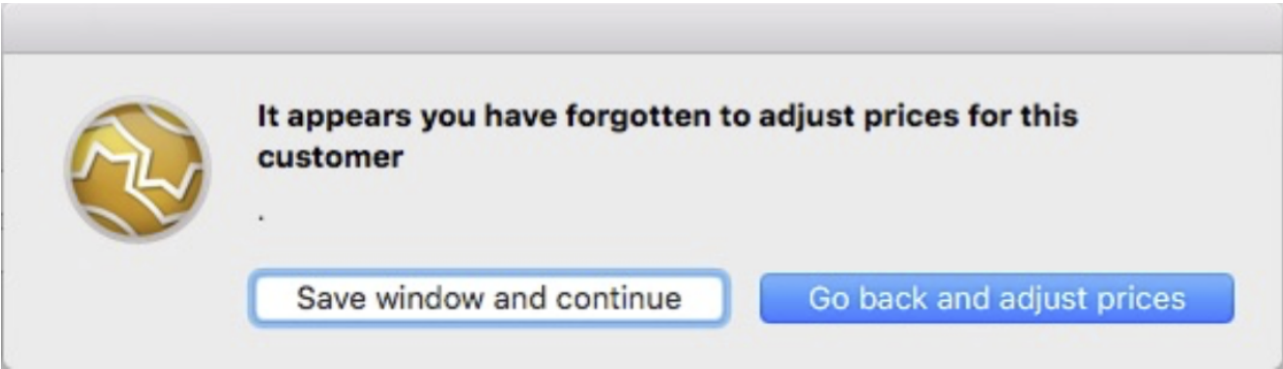 It appears you have forgotten to adjust prices for this
customer
.
Save window and continue
Go back and adjust prices